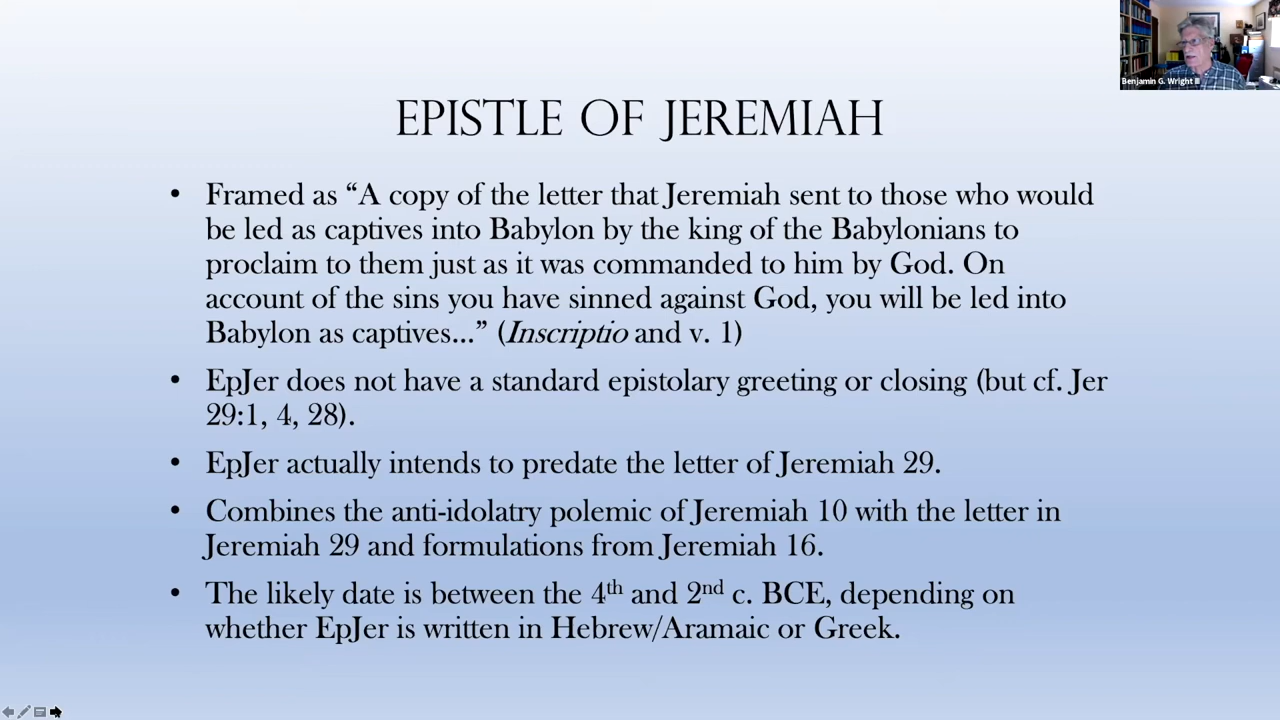 Benjamin G. Wright III
EPISTLE OF JEREMIAH
• Framed as “A copy of the letter that Jeremiah sent to those who would
be led as captives into Babylon by the king of the Babylonians to
proclaim to them just as it was commanded to him by God. On
account of the sins you have sinned against God, you will be led into
Babylon as captives...” (Inscriptio and v. 1)
• EpJer does not have a standard epistolary greeting or closing (but cf. Jer
29:1, 4, 28).
• EpJer actually intends to predate the letter of Jeremiah 29.
• Combines the anti-idolatry polemic of Jeremiah 10 with the letter in
Jeremiah 29 and formulations from Jeremiah 16.
• The likely date is between the 4th and 2nd c. BCE, depending on
whether EpJer is written in Hebrew/Aramaic or Greek.